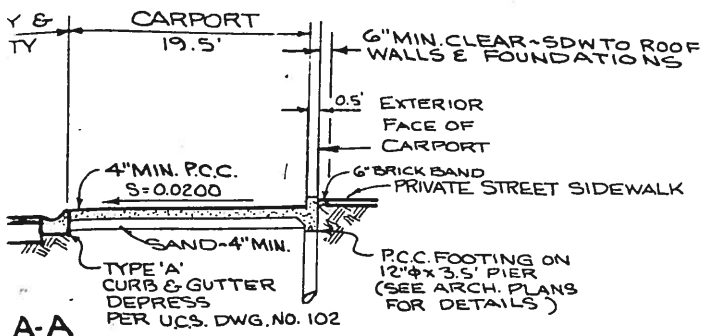 Y &
TY
CARPORT
19.5'
6" MIN. CLEAR ~ SDW TO ROOF
WALLS & FOUNDATIONS
0.5'
EXTERIOR
FACE OF
CARPORT
4" MIN. P.C.C.
S=0.0200
6" BRICK BAND
PRIVATE STREET SIDEWALK
SAND~4" MIN.
TYPE 'A'
CURB & GUTTER
DEPRESS
PER U.C.S. DWG. NO. 102
P.C.C. FOOTING ON
12"φ x 3.5' PIER
(SEE ARCH. PLANS
FOR DETAILS)
A-A